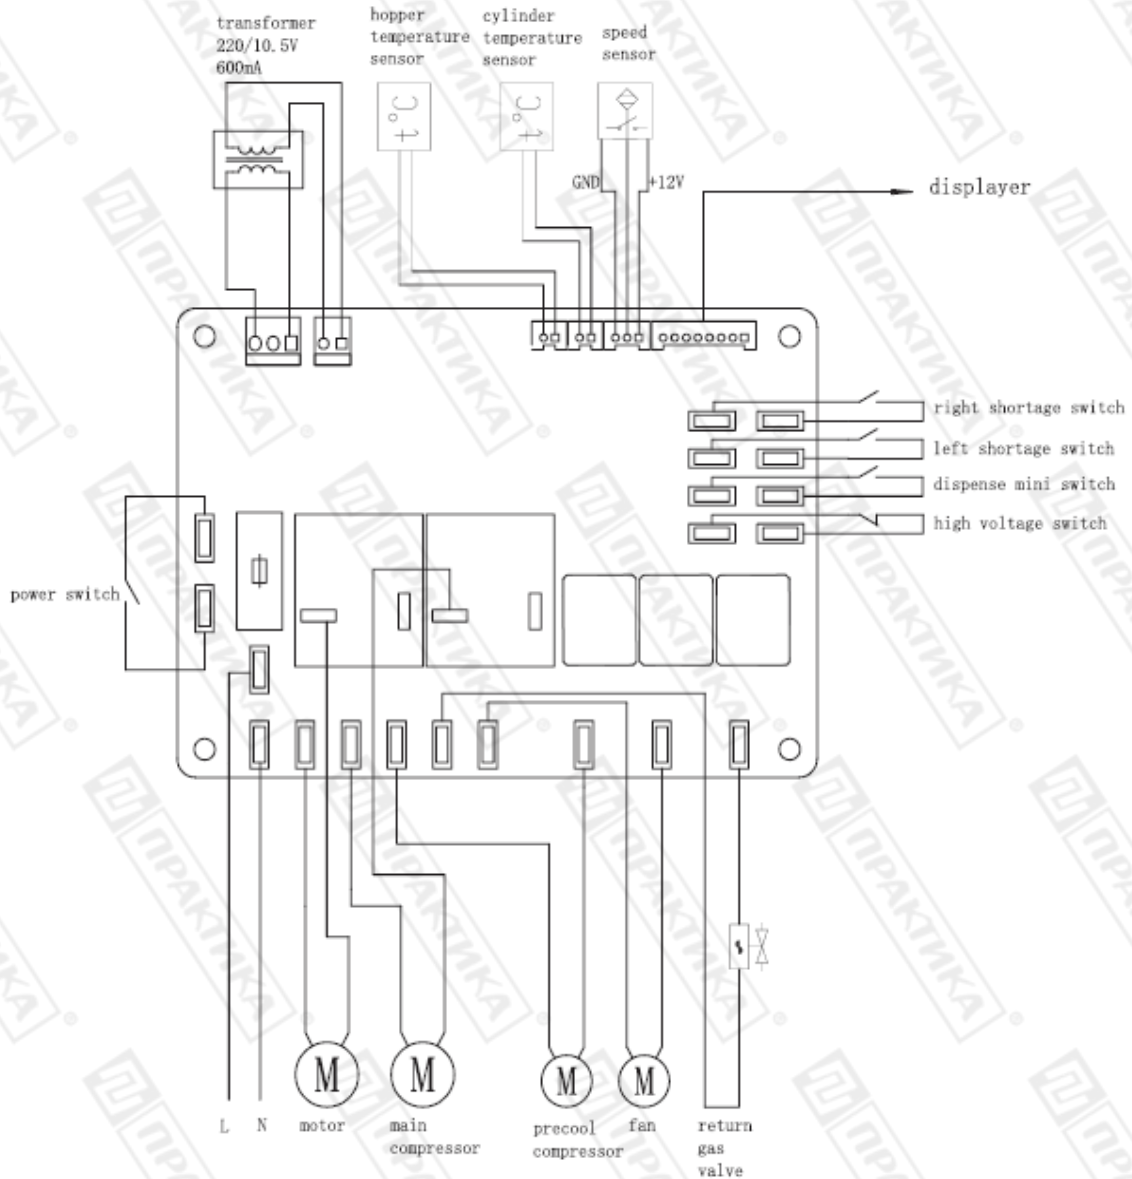 transformer
220/10.5V
600mA
hopper
temperature
sensor
cylinder
temperature
sensor
speed
sensor
t°C
t°C
GND
+12V
displayer
right shortage switch
left shortage switch
dispense mini switch
high voltage switch
power switch
M
M
M
M
L
N
motor
main
compressor
precool
compressor
fan
return
gas
valve
ПРАКТИКА ®